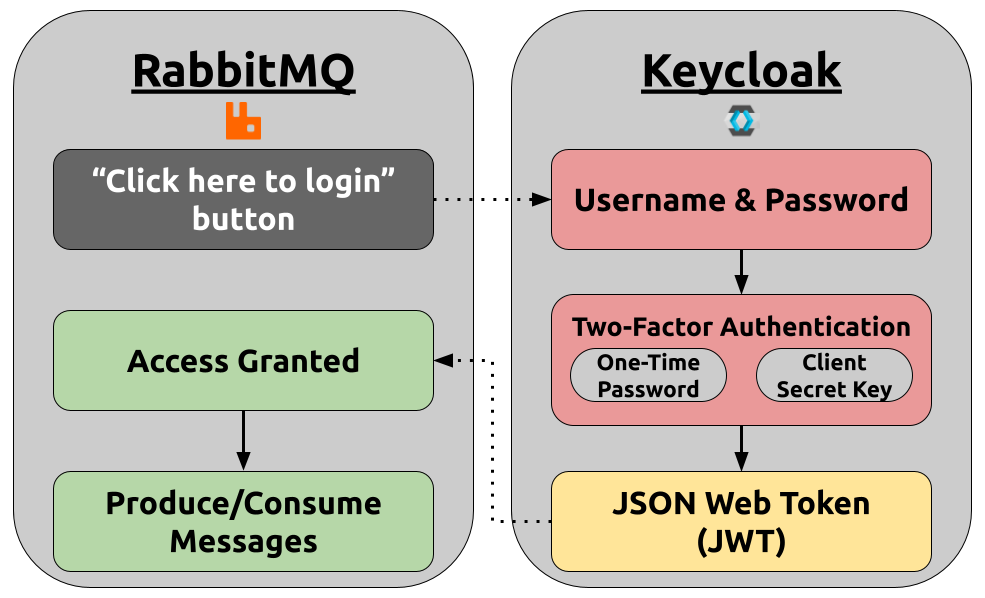 RabbitMQ
“Click here to login”
button
Access Granted
Produce/Consume
Messages
Keycloak
Username & Password
Two-Factor Authentication
One-Time
Password
Client
Secret Key
JSON Web Token
(JWT)